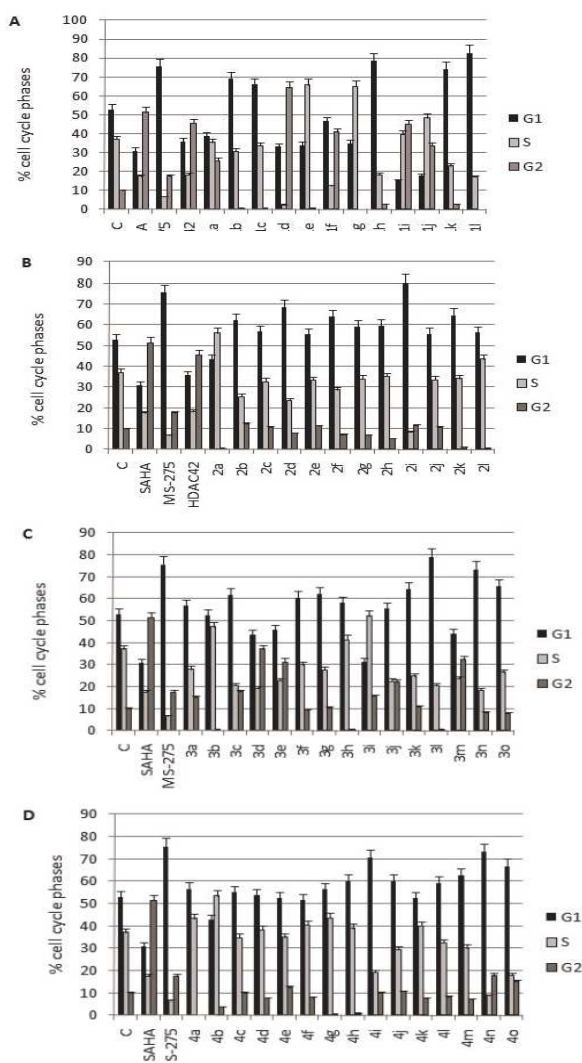 A
100
90
80
70
60
50
40
30
20
10
0
% cell cycle phases
C A 75 42 .a .b 1c .d .e 1f .g .h 1i 1j .k 1l
G1
S
G2
B
90
80
70
60
50
40
30
20
10
0
% cell cycle phases
C SAHA MS-275 HDAC42 2a 2b 2c 2d 2e 2f 2g 2h 2i 2j 2k 2l
G1
S
G2
C
90
80
70
60
50
40
30
20
10
0
% cell cycle phases
C SAHA MS-275 3a 3b 3c 3d 3e 3f 3g 3h 3i 3j 3k 3l 3m 3n 3o
G1
S
G2
D
90
80
70
60
50
40
30
20
10
0
% cell cycle phases
C SAHA S-275 4a 4b 4c 4d 4e 4f 4g 4h 4i 4j 4k 4l 4m 4n 4o
G1
S
G2